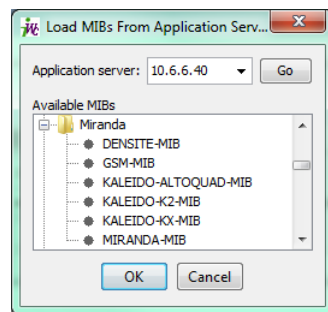 Load MIBs From Application Serv...
Application server: 10.6.6.40 Go
Available MIBs
Miranda
DENSITE-MIB
GSM-MIB
KALEIDO-ALTOQUAD-MIB
KALEIDO-K2-MIB
KALEIDO-KX-MIB
MIRANDA-MIB
OK Cancel